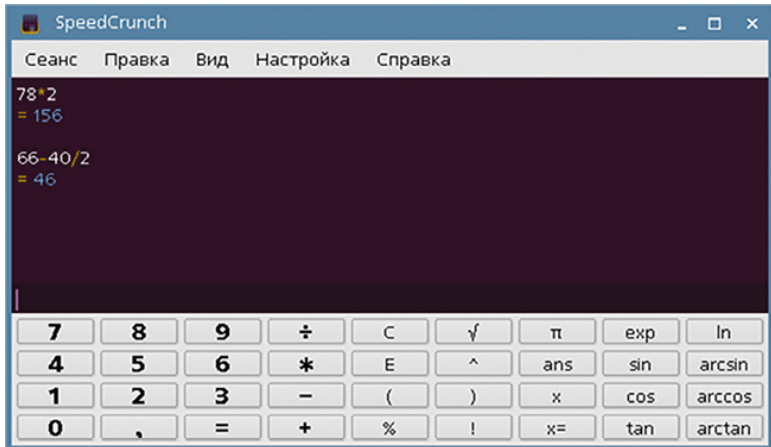 SpeedCrunch
Сеанс Правка Вид Настройка Справка
78*2
= 156
66-40/2
= 46
7 8 9 ÷ C √ π exp ln
4 5 6 * E ^ ans sin arcsin
1 2 3 − ( ) x cos arccos
0 , = + % ! x= tan arctan